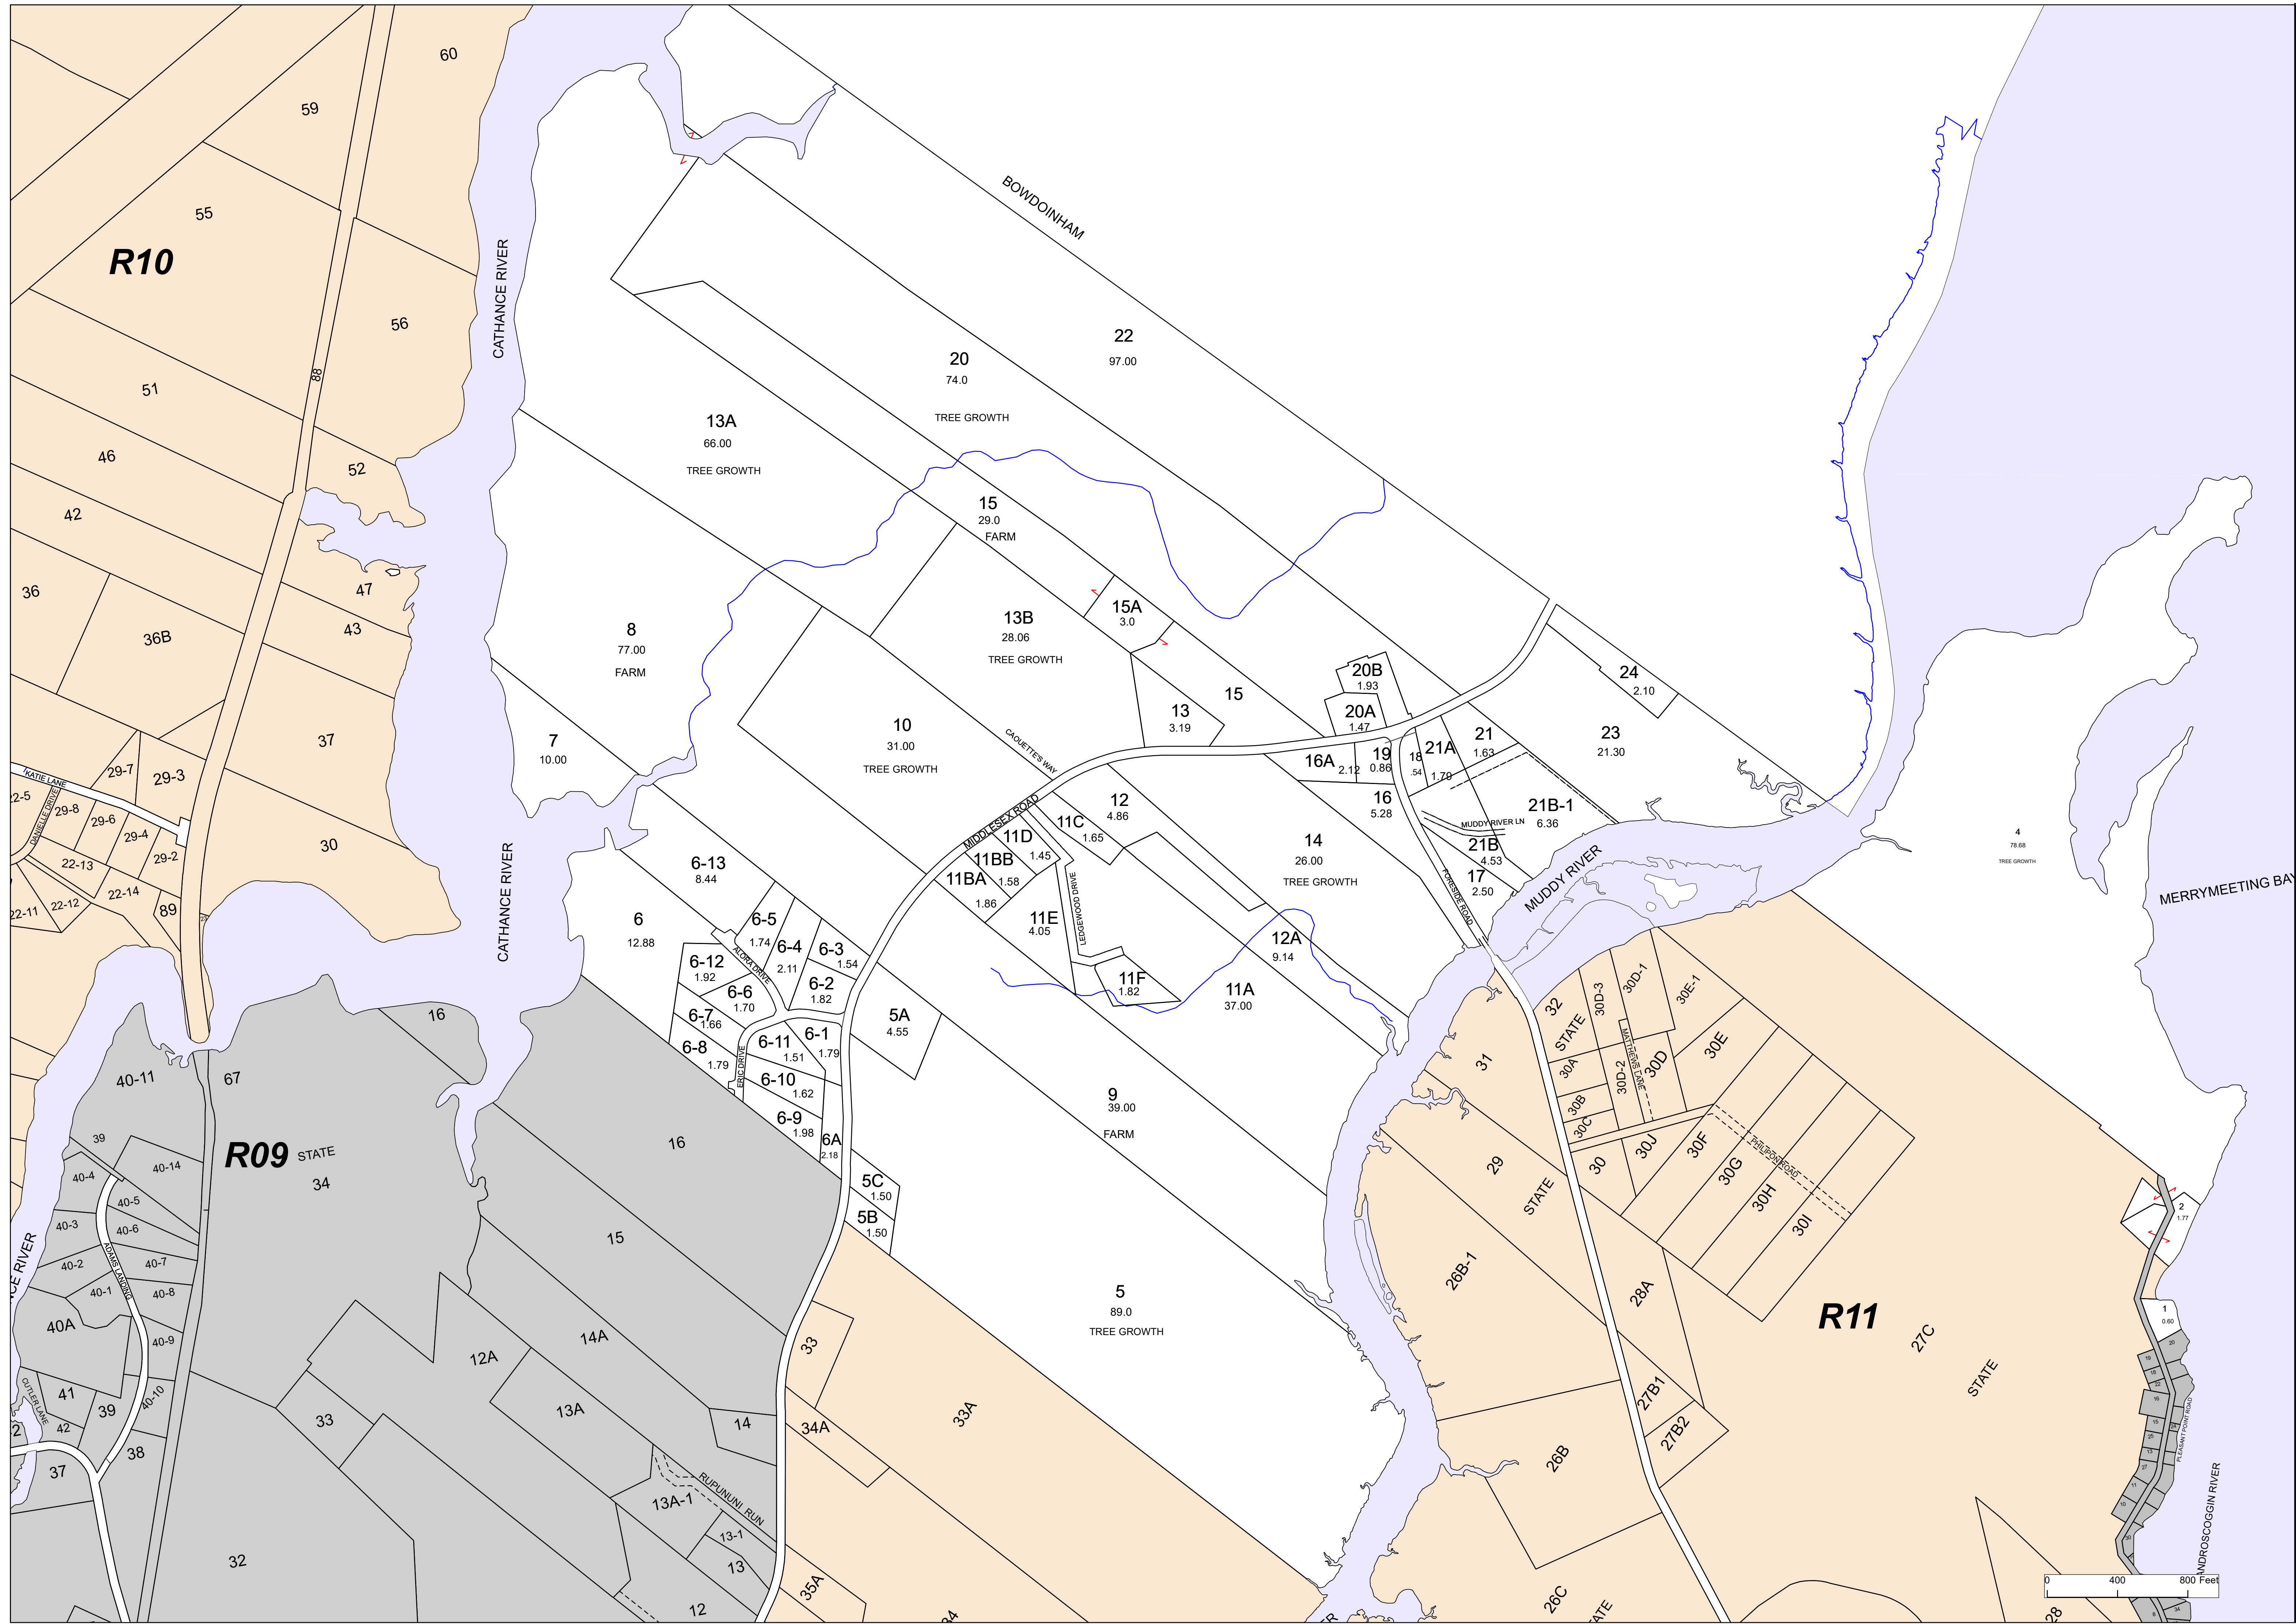 60
59
55
R10
56
88
51
46
52
42
47
36
43
36B
37
29-7
29-3
KATIE LANE
DANIELLE DRIVE
29-8
29-6
29-4
29-2
22-13
22-14
22-12
22-11
89
30
CATHANCE RIVER
CATHANCE RIVER
BOWDOINHAM
22
97.00
20
74.0
TREE GROWTH
13A
66.00
TREE GROWTH
15
29.0
FARM
8
77.00
FARM
13B
28.06
TREE GROWTH
15A
3.0
15
13
3.19
7
10.00
10
31.00
TREE GROWTH
CAOUETTE'S WAY
MIDDLESEX ROAD
20B
1.93
20A
1.47
24
2.10
23
21.30
16A
2.12
19
0.86
18
.54
21A
1.79
21
1.63
16
5.28
MUDDY RIVER LN
21B-1
6.36
21B
4.53
17
2.50
FORESIDE ROAD
MUDDY RIVER
4
78.68
TREE GROWTH
MERRYMEETING BAY
12
4.86
14
26.00
TREE GROWTH
11C
1.65
11D
1.45
11BB
1.58
11BA
1.86
11E
4.05
LEDGEWOOD DRIVE
11F
1.82
12A
9.14
11A
37.00
6-13
8.44
6
12.88
6-5
1.74
6-4
2.11
6-3
1.54
6-2
1.82
ALORA DRIVE
6-12
1.92
6-6
1.70
6-7
1.66
6-8
1.79
6-11
1.51
6-1
1.79
6-10
1.62
6-9
1.98
ERIC DRIVE
6A
2.18
5A
4.55
9
39.00
FARM
5C
1.50
5B
1.50
5
89.0
TREE GROWTH
16
40-11
67
R09
STATE
34
39
40-14
40-4
40-5
40-3
40-6
40-2
40-7
40-1
40-8
ADAMS LANDING
40A
40-9
40-10
CUTLER LANE
41
42
39
38
37
32
33
16
15
14A
12A
13A
14
13A-1
RUPUNUNI RUN
13-1
13
12
33
34A
33A
35A
32
STATE
31
30D-3
30D-1
30E-1
30A
30B
30C
30D-2
MATTHEWS LANE
30D
30E
30
30J
30F
30G
30H
30I
PHILIPON ROAD
29
STATE
26B-1
28A
27B1
27B2
26B
26C
R11
27C
STATE
28
2
1.77
1
0.60
PLEASANT POINT ROAD
ANDROSCOGGIN RIVER
0 400 800 Feet